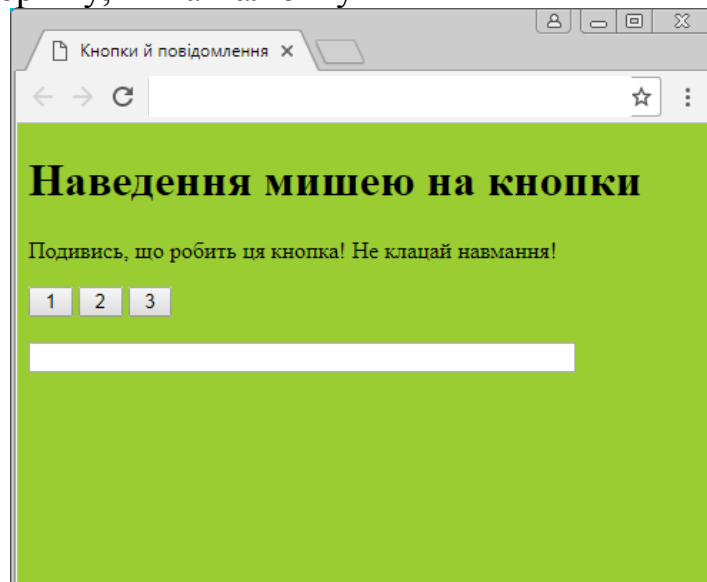 Кнопки й повідомлення
Наведення мишею на кнопки
Подивись, що робить ця кнопка! Не клацай навмання!
1 2 3